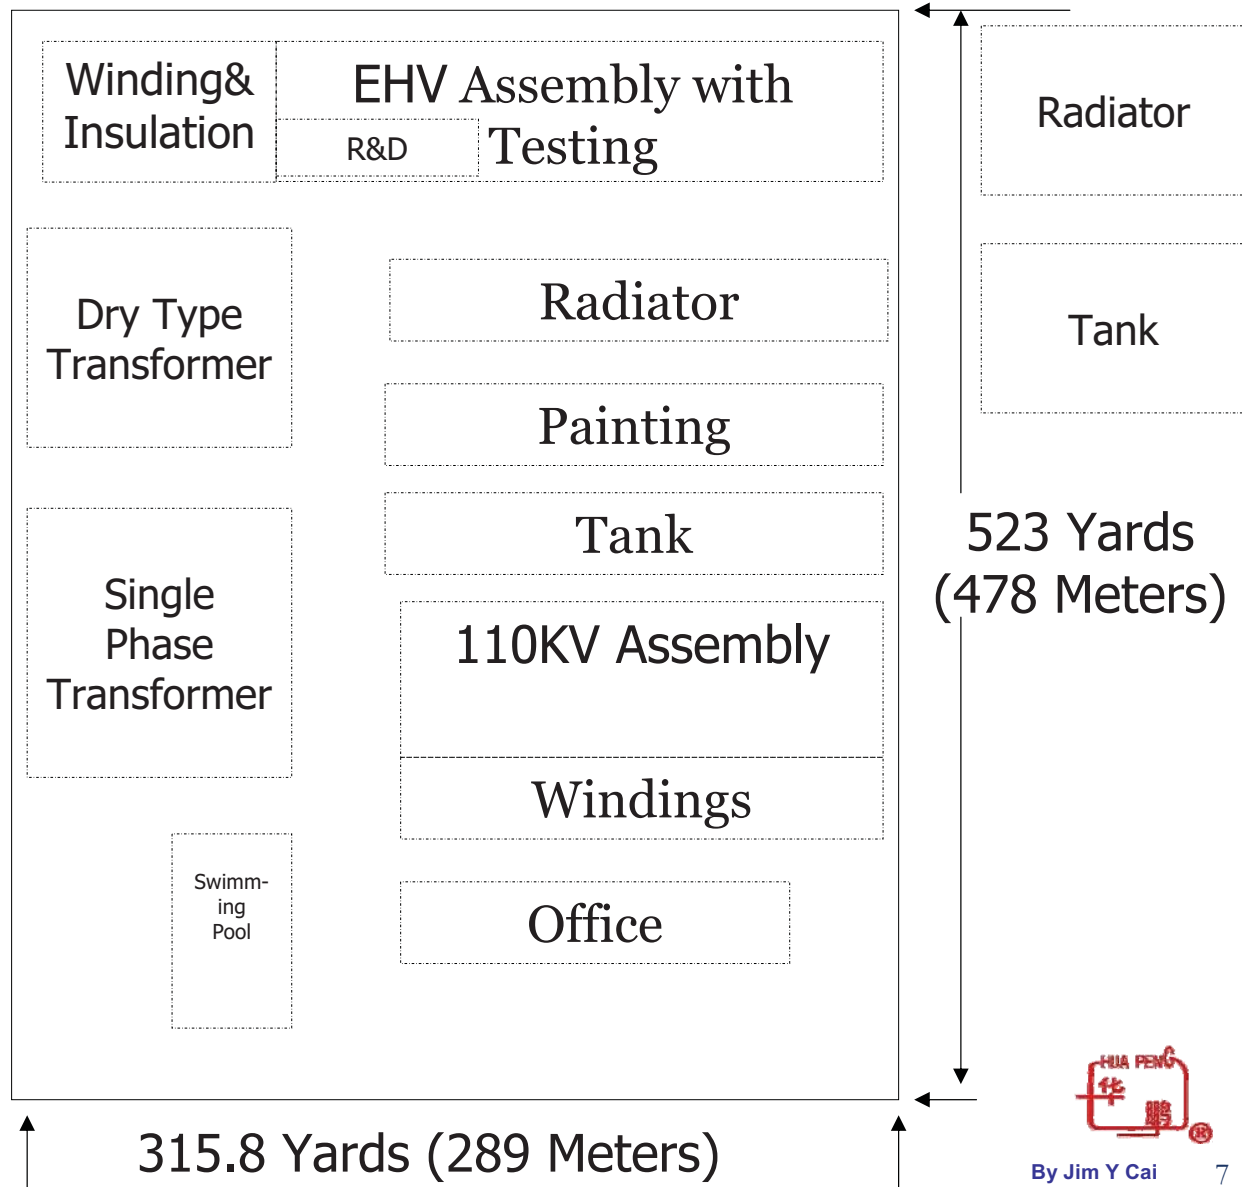 Winding&
Insulation
EHV Assembly with
Testing
R&D
Radiator
Dry Type
Transformer
Radiator
Tank
Painting
Tank
523 Yards
(478 Meters)
Single
Phase
Transformer
110KV Assembly
Windings
Swimm-
ing
Pool
Office
HUA PENG
华
鹏
®
315.8 Yards (289 Meters)
By Jim Y Cai 7